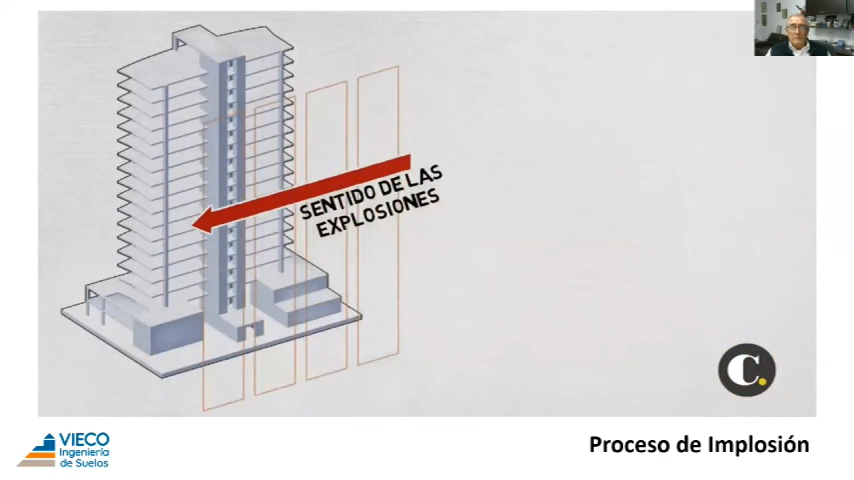 SENTIDO DE LAS
EXPLOSIONES
C.
VIECO
Ingeniería
de Suelos
Proceso de Implosión